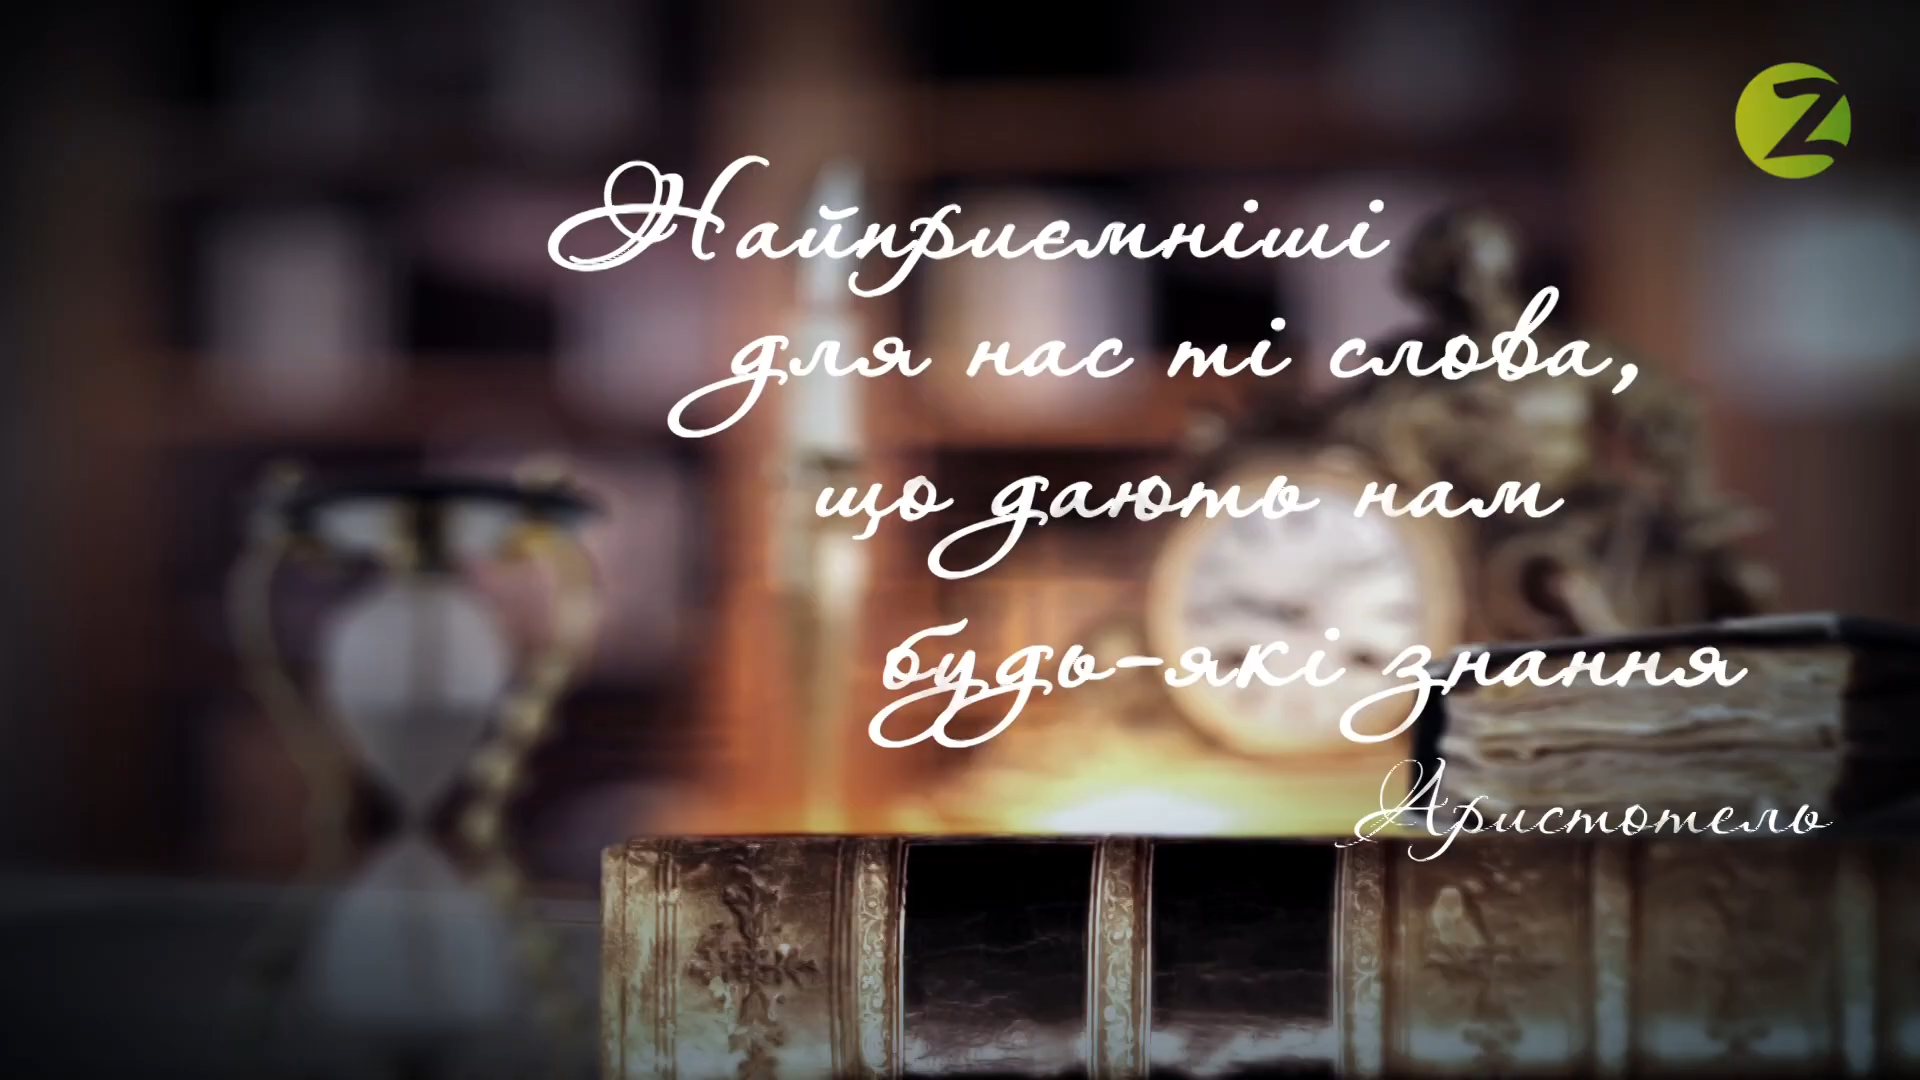 Найприємніші
для нас ті слова,
що дають нам
будь-які знання
Аристотель
Z